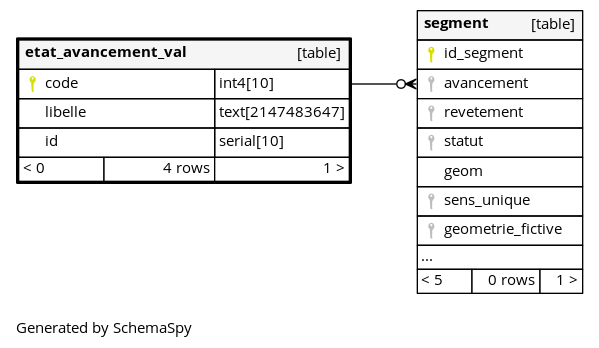 etat_avancement_val [table]
code int4[10]
libelle text[2147483647]
id serial[10]
< 0 4 rows 1 >
segment [table]
id_segment
avancement
revetement
statut
geom
sens_unique
geometrie_fictive
...
< 5 0 rows 1 >
Generated by SchemaSpy